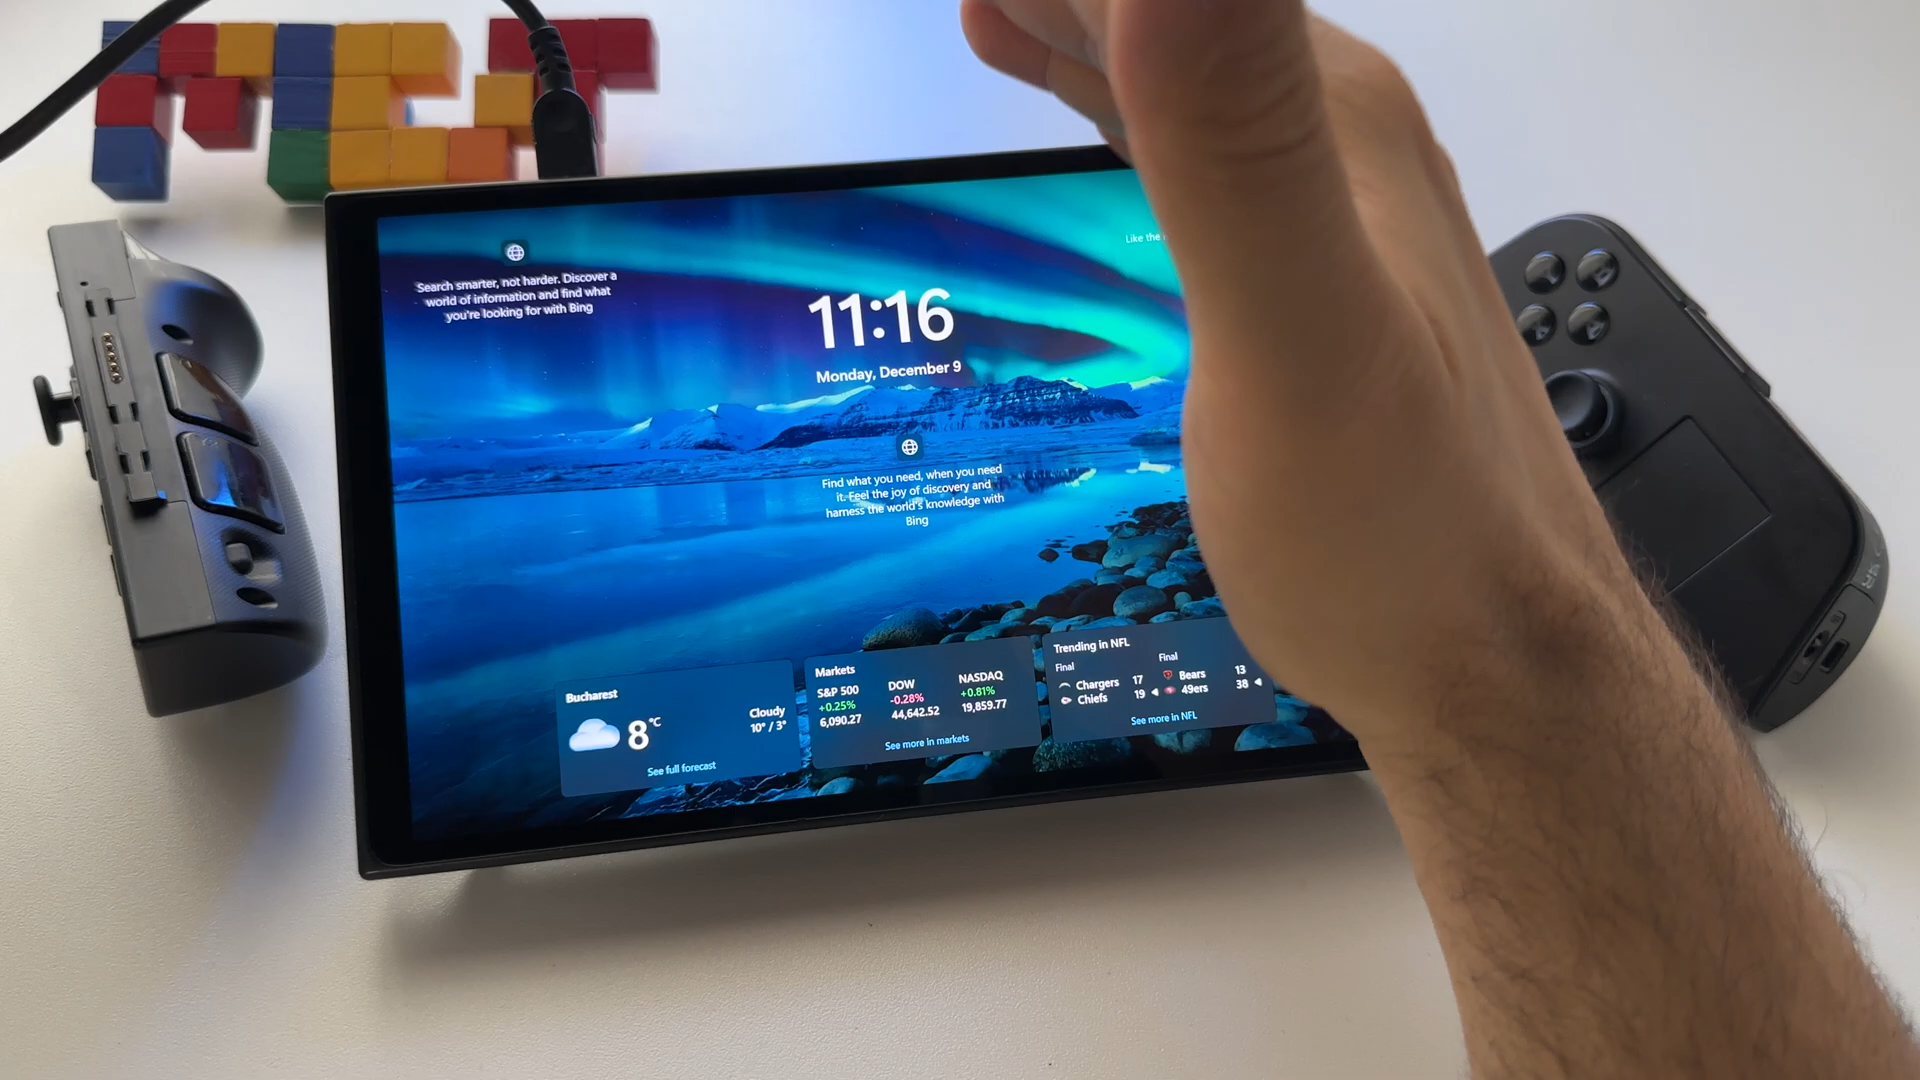 Search smarter, not harder. Discover a
world of information and find what
you're looking for with Bing
Like the
11:16
Monday, December 9
Find what you need, when you need
it. Feel the joy of discovery and
harness the world's knowledge with
Bing
Bucharest
8°C
Cloudy
10° / 3°
See full forecast
Markets
S&P 500
+0.25%
6,090.27
DOW
-0.28%
44,642.52
NASDAQ
+0.81%
19,859.77
See more in markets
Trending in NFL
Final
Chargers 17
Chiefs 19
Final
Bears 13
49ers 38
See more in NFL